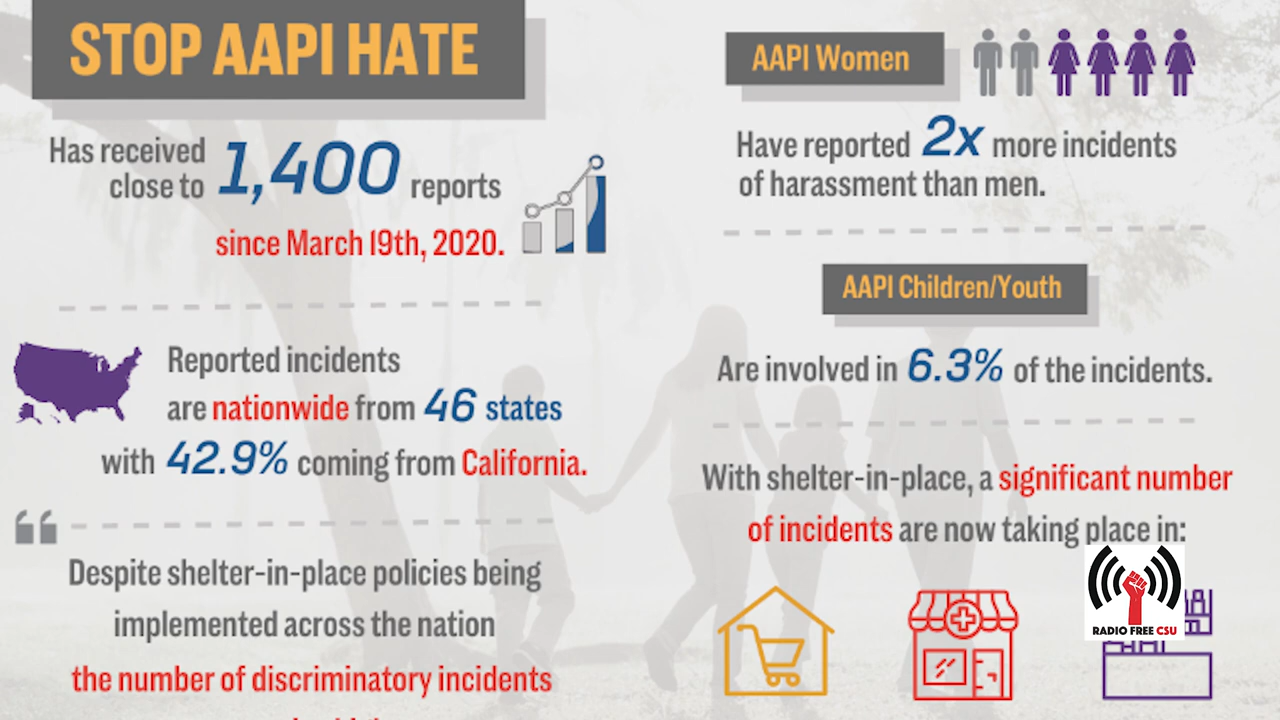 STOP AAPI HATE
Has received
close to 1,400 reports
since March 19th, 2020.
Reported incidents
are nationwide from 46 states
with 42.9% coming from California.
“
Despite shelter-in-place policies being
implemented across the nation
the number of discriminatory incidents
AAPI Women
Have reported 2x more incidents
of harassment than men.
AAPI Children/Youth
Are involved in 6.3% of the incidents.
With shelter-in-place, a significant number
of incidents are now taking place in:
RADIO FREE CSU